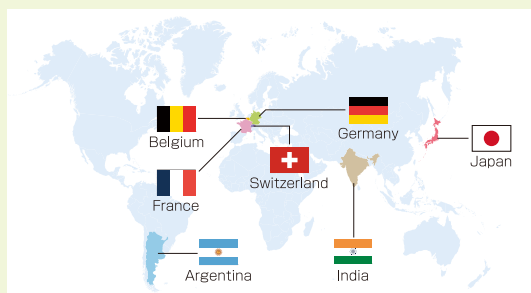 Belgium
Germany
Japan
Switzerland
France
Argentina
India